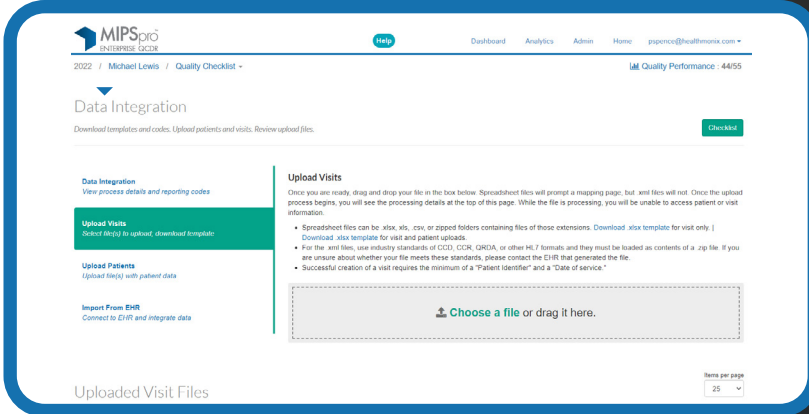 MIPSpro
ENTERPRISE QCDR
Help
Dashboard Analytics Admin Home pspence@healthmonix.com
2022 / Michael Lewis / Quality Checklist
Quality Performance : 44/55
Data Integration
Download templates and codes. Upload patients and visits. Review upload files.
Checklist
Data Integration
View process details and reporting codes
Upload Visits
Select file(s) to upload, download template
Upload Patients
Upload file(s) with patient data
Import From EHR
Connect to EHR and integrate data
Upload Visits
Once you are ready, drag and drop your file in the box below. Spreadsheet files will prompt a mapping page, but .xml files will not. Once the upload
process begins, you will see the processing details at the top of this page. While the file is processing, you will be unable to access patient or visit
information.
• Spreadsheet files can be .xlsx, xls, .csv, or zipped folders containing files of those extensions. Download .xlsx template for visit only. |
Download .xlsx template for visit and patient uploads.
• For the .xml files, use industry standards of CCD, CCR, QRDA, or other HL7 formats and they must be loaded as contents of a .zip file. If you
are unsure about whether your file meets these standards, please contact the EHR that generated the file.
• Successful creation of a visit requires the minimum of a "Patient Identifier" and a "Date of service."
Choose a file or drag it here.
Uploaded Visit Files
Items per page
25